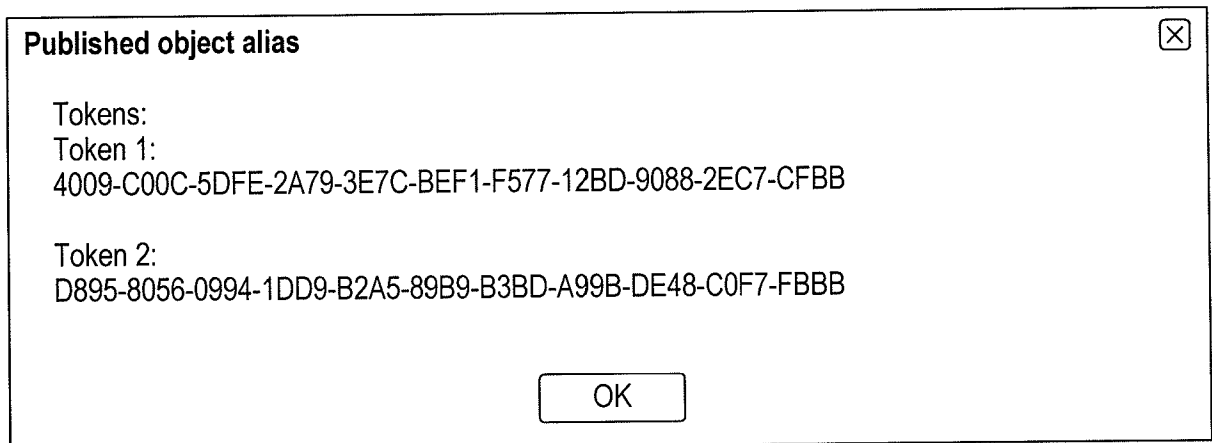 Published object alias
Tokens:
Token 1:
4009-C00C-5DFE-2A79-3E7C-BEF1-F577-12BD-9088-2EC7-CFBB
Token 2:
D895-8056-0994-1DD9-B2A5-89B9-B3BD-A99B-DE48-C0F7-FBBB
OK